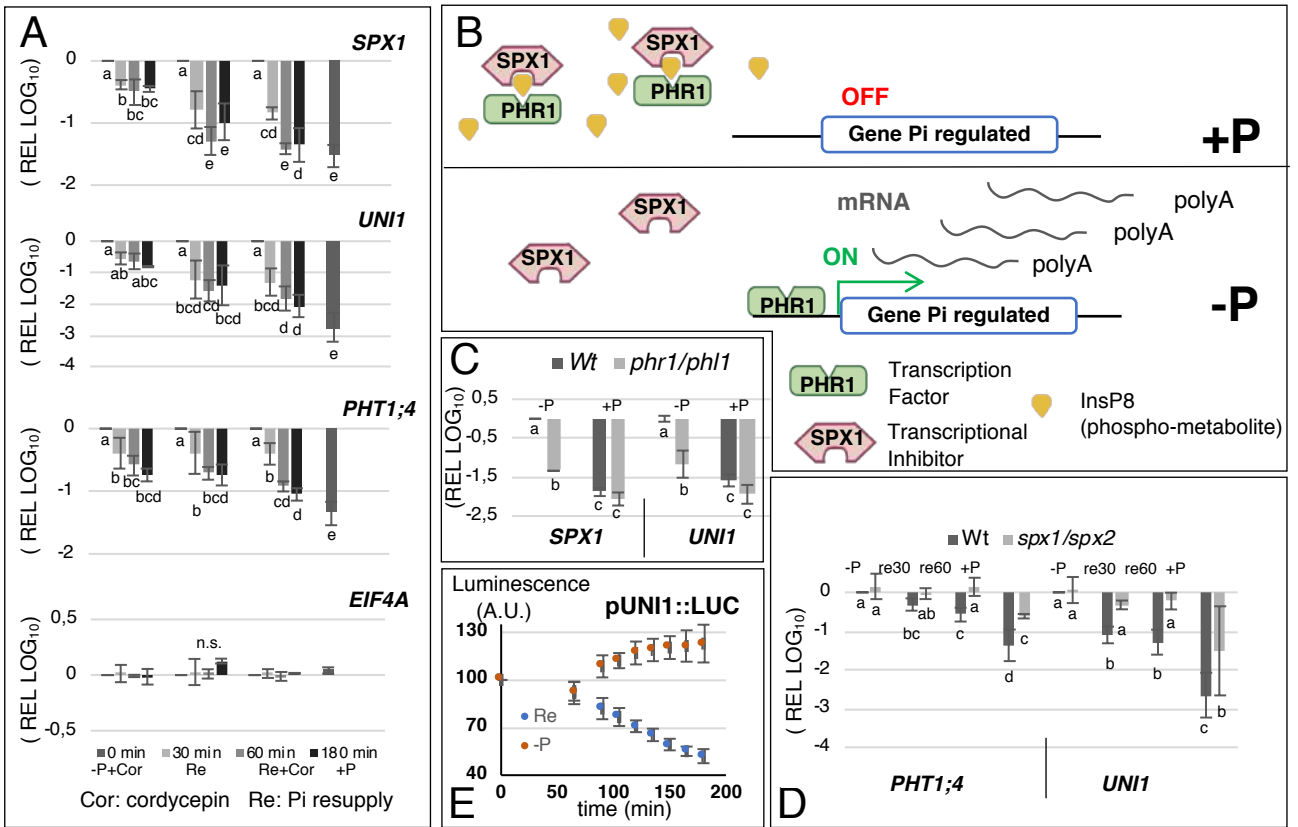 A
SPX1
0
-1
-2
( REL LOG10)
a
b
bc
bc
a
cd
e
e
a
cd
e
d
e
UNI1
0
-1
-2
-3
-4
( REL LOG10)
a
ab
abc
a
bcd
cd
bcd
a
bcd
d
d
e
PHT1;4
0
-1
-2
( REL LOG10)
a
b
bc
bcd
a
b
bcd
a
b
cd
d
e
EIF4A
0,5
0
-0,5
( REL LOG10)
n.s.
0 min
30 min
60 min
180 min
-P+Cor
Re
Re+Cor
+P
Cor: cordycepin
Re: Pi resupply
B
SPX1
PHR1
SPX1
PHR1
OFF
Gene Pi regulated
+P
SPX1
SPX1
mRNA
polyA
polyA
polyA
ON
PHR1
Gene Pi regulated
-P
PHR1
Transcription
Factor
SPX1
Transcriptional
Inhibitor
InsP8
(phospho-metabolite)
C
Wt
phr1/phl1
(REL LOG10)
0,5
-0,5
-1,5
-2,5
-P
+P
-P
+P
a
b
c
c
a
b
c
c
SPX1
UNI1
D
Wt
spx1/spx2
-P
re30
re60
+P
-P
re30
re60
+P
(REL LOG10)
0
-1
-2
-3
-4
a
a
bc
ab
c
a
d
c
a
a
b
a
b
a
c
b
PHT1;4
UNI1
E
Luminescence
(A.U.)
pUNI1::LUC
130
100
70
40
Re
-P
0
50
100
150
200
time (min)